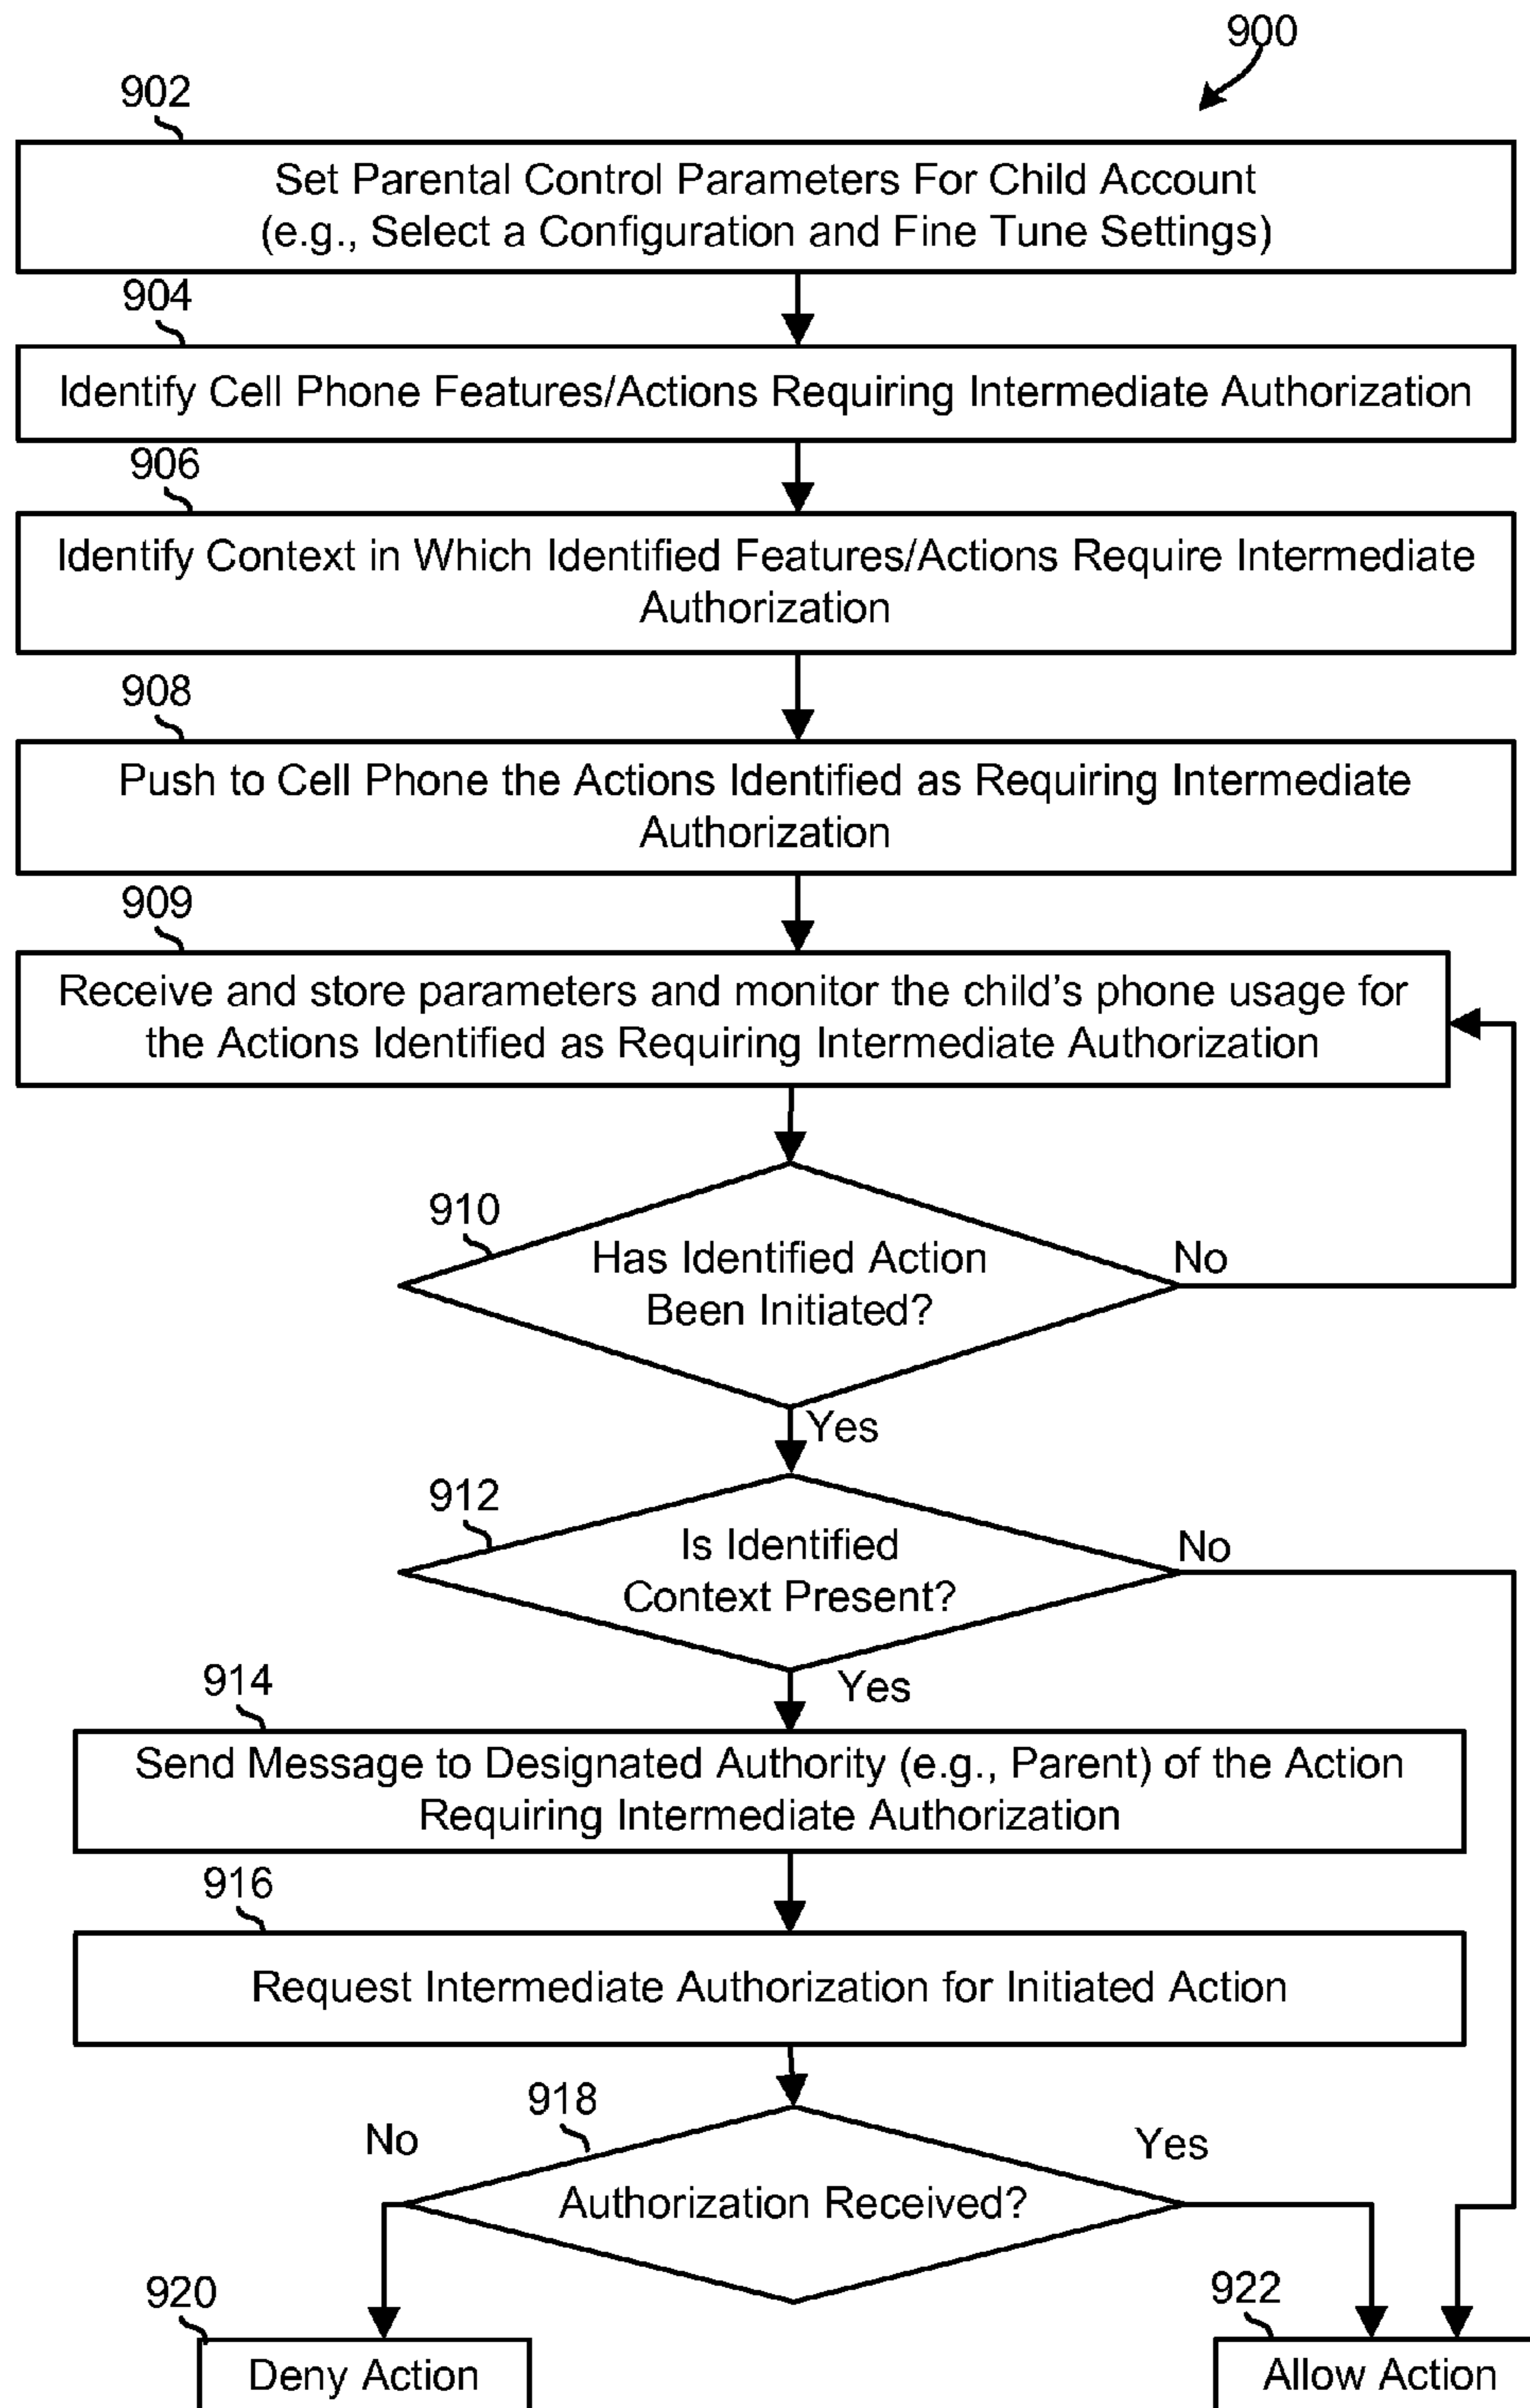 900
902
Set Parental Control Parameters For Child Account
(e.g., Select a Configuration and Fine Tune Settings)
904
Identify Cell Phone Features/Actions Requiring Intermediate Authorization
906
Identify Context in Which Identified Features/Actions Require Intermediate
Authorization
908
Push to Cell Phone the Actions Identified as Requiring Intermediate
Authorization
909
Receive and store parameters and monitor the child's phone usage for
the Actions Identified as Requiring Intermediate Authorization
910
Has Identified Action
Been Initiated?
No
Yes
912
Is Identified
Context Present?
No
Yes
914
Send Message to Designated Authority (e.g., Parent) of the Action
Requiring Intermediate Authorization
916
Request Intermediate Authorization for Initiated Action
918
No
Yes
Authorization Received?
920
Deny Action
922
Allow Action